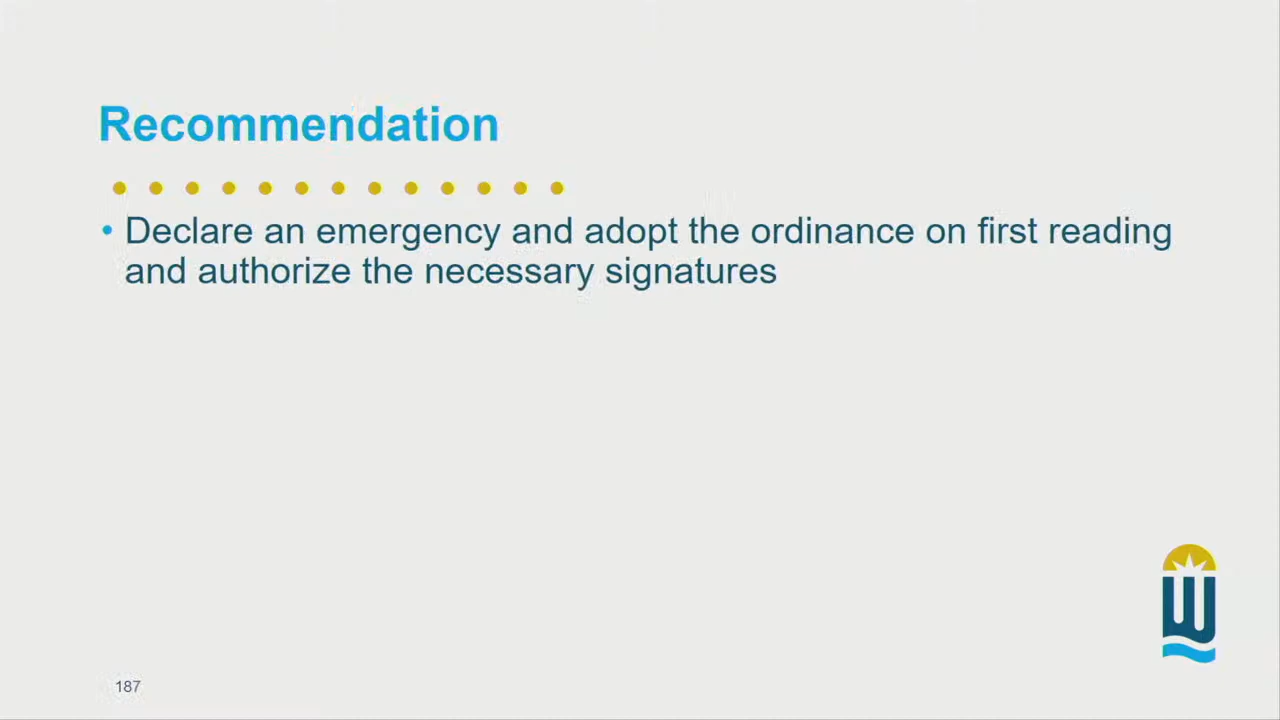 Recommendation
• Declare an emergency and adopt the ordinance on first reading
and authorize the necessary signatures
187